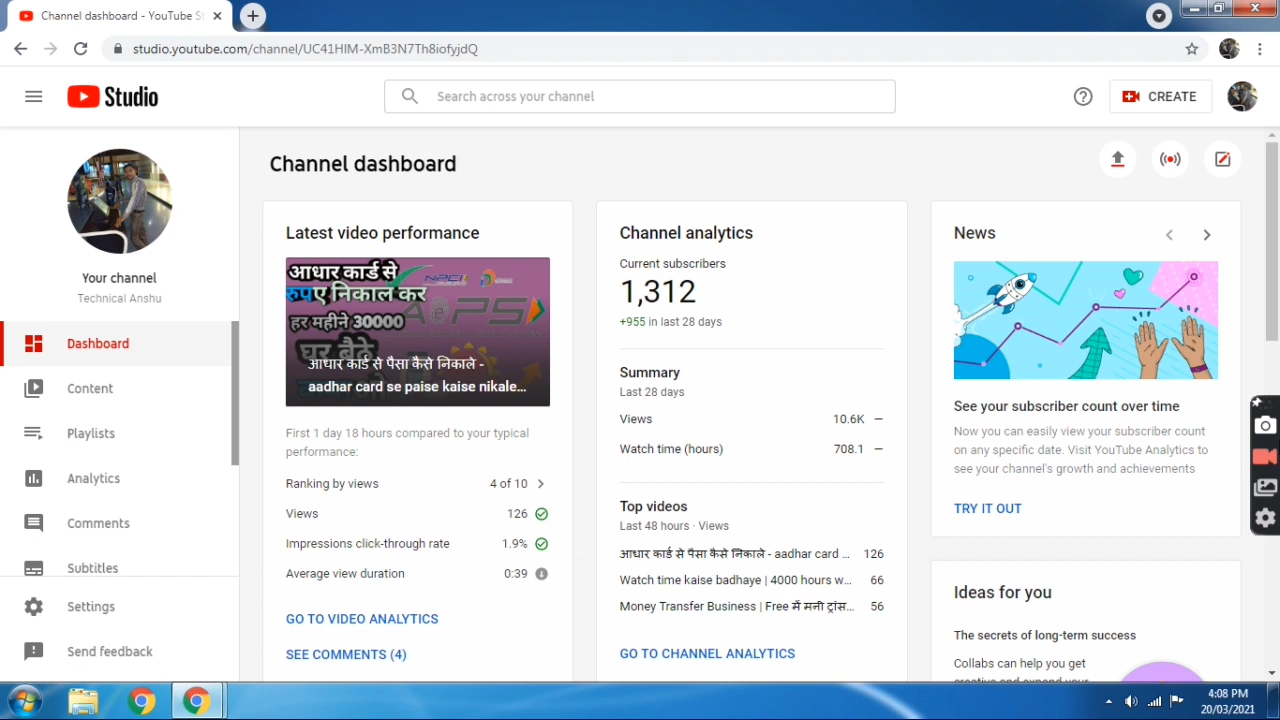 Channel dashboard - YouTube St
studio.youtube.com/channel/UC41HlM-XmB3N7Th8iofyjdQ
Studio
Search across your channel
CREATE
Your channel
Technical Anshu
Dashboard
Content
Playlists
Analytics
Comments
Subtitles
Settings
Send feedback
Channel dashboard
Latest video performance
आधार कार्ड से
रुपए निकाल कर
NPCI
हर महीने 30000
AePS
घर बैठे
आधार कार्ड से पैसा कैसे निकाले -
aadhar card se paise kaise nikale...
First 1 day 18 hours compared to your typical
performance:
Ranking by views 4 of 10
Views 126
Impressions click-through rate 1.9%
Average view duration 0:39
GO TO VIDEO ANALYTICS
SEE COMMENTS (4)
Channel analytics
Current subscribers
1,312
+955 in last 28 days
Summary
Last 28 days
Views 10.6K —
Watch time (hours) 708.1 —
Top videos
Last 48 hours · Views
आधार कार्ड से पैसा कैसे निकाले - aadhar card ... 126
Watch time kaise badhaye | 4000 hours w... 66
Money Transfer Business | Free में मनी ट्रांस... 56
GO TO CHANNEL ANALYTICS
News
See your subscriber count over time
Now you can easily view your subscriber count
on any specific date. Visit YouTube Analytics to
see your channel's growth and achievements
TRY IT OUT
Ideas for you
The secrets of long-term success
Collabs can help you get
creative and expand your
4:08 PM
20/03/2021